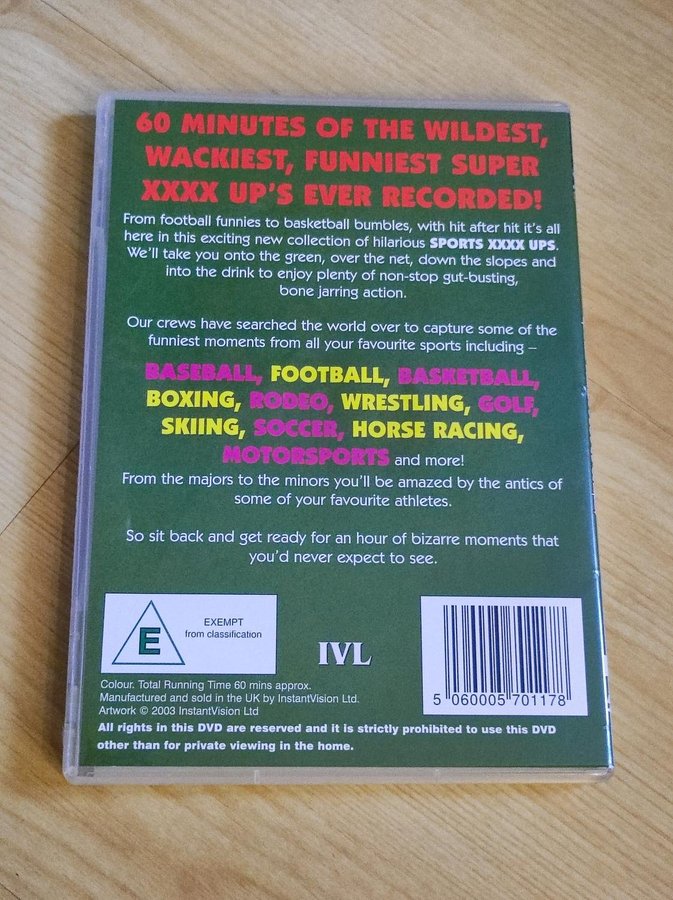 60 MINUTES OF THE WILDEST,
WACKIEST, FUNNIEST SUPER
XXXX UP'S EVER RECORDED!
From football funnies to basketball bumbles, with hit after hit it's all
here in this exciting new collection of hilarious SPORTS XXXX UPS.
We'll take you onto the green, over the net, down the slopes and
into the drink to enjoy plenty of non-stop gut-busting,
bone jarring action.
Our crews have searched the world over to capture some of the
funniest moments from all your favourite sports including –
BASEBALL, FOOTBALL, BASKETBALL,
BOXING, RODEO, WRESTLING, GOLF,
SKIING, SOCCER, HORSE RACING,
MOTORSPORTS and more!
From the majors to the minors you'll be amazed by the antics of
some of your favourite athletes.
So sit back and get ready for an hour of bizarre moments that
you'd never expect to see.
E
EXEMPT
from classification
IVL
5 060005 701178
Colour. Total Running Time 60 mins approx.
Manufactured and sold in the UK by InstantVision Ltd.
Artwork © 2003 InstantVision Ltd
All rights in this DVD are reserved and it is strictly prohibited to use this DVD
other than for private viewing in the home.